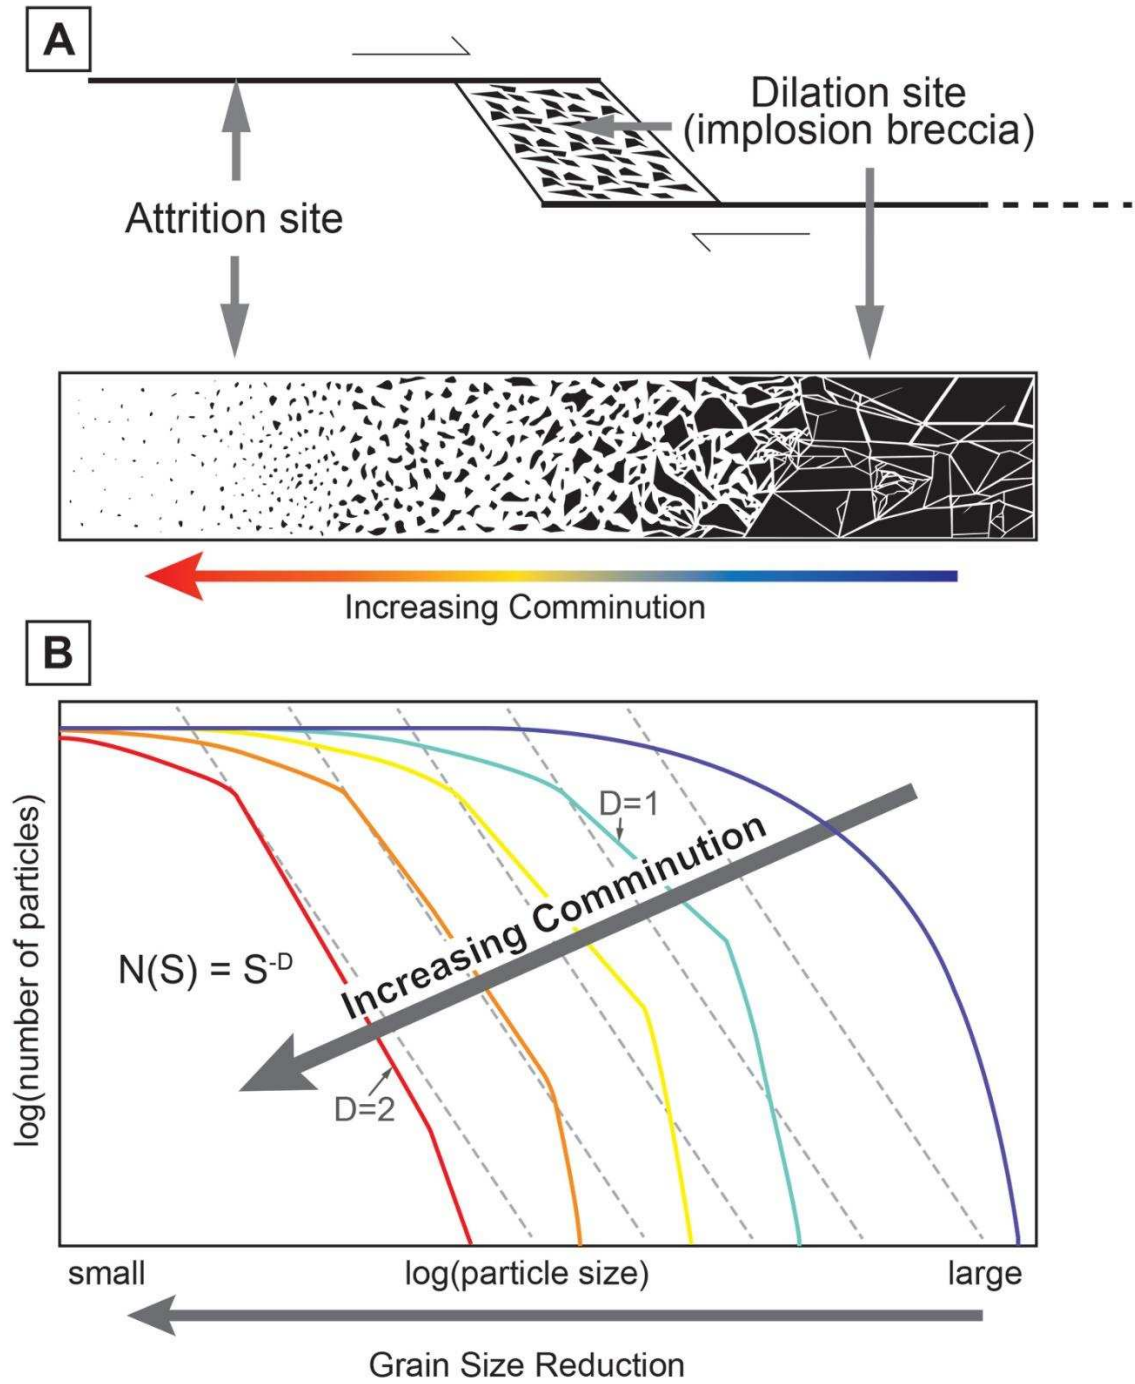 A
Dilation site
(implosion breccia)
Attrition site
Increasing Comminution
B
log(number of particles)
D=1
Increasing Comminution
N(S) = S^-D
D=2
small
log(particle size)
large
Grain Size Reduction